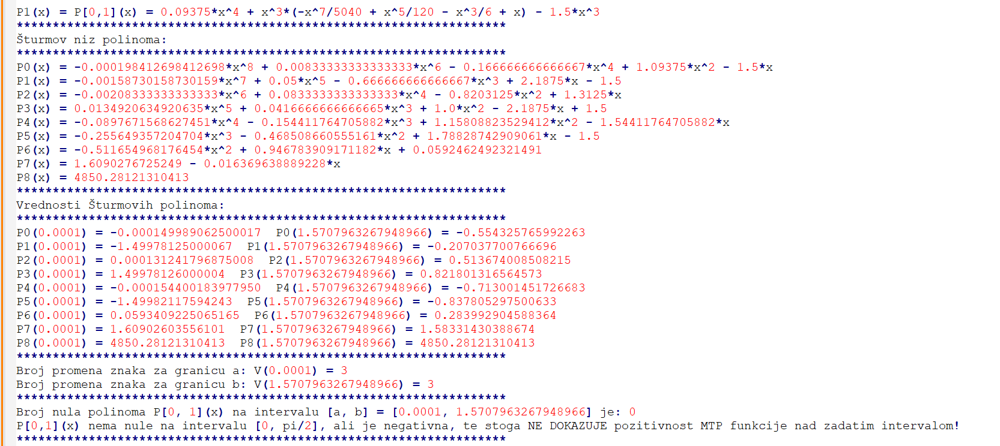 P1(x) = P[0,1](x) = 0.09375*x^4 + x^3*(-x^7/5040 + x^5/120 - x^3/6 + x) - 1.5*x^3
********************************************************************
Šturmov niz polinoma:
********************************************************************
P0(x) = -0.000198412698412698*x^8 + 0.00833333333333333*x^6 - 0.166666666666667*x^4 + 1.09375*x^2 - 1.5*x
P1(x) = -0.00158730158730159*x^7 + 0.05*x^5 - 0.666666666666667*x^3 + 2.1875*x - 1.5
P2(x) = -0.00208333333333333*x^6 + 0.0833333333333333*x^4 - 0.8203125*x^2 + 1.3125*x
P3(x) = 0.0134920634920635*x^5 + 0.0416666666666665*x^3 + 1.0*x^2 - 2.1875*x + 1.5
P4(x) = -0.0897671568627451*x^4 - 0.154411764705882*x^3 + 1.15808823529412*x^2 - 1.54411764705882*x
P5(x) = -0.255649357204704*x^3 - 0.468508660555161*x^2 + 1.78828742909061*x - 1.5
P6(x) = -0.511654968176454*x^2 + 0.946783909171182*x + 0.0592462492321491
P7(x) = 1.6090276725249 - 0.016369638889228*x
P8(x) = 4850.28121310413
********************************************************************
Vrednosti Šturmovih polinoma:
********************************************************************
P0(0.0001) = -0.000149989062500017  P0(1.5707963267948966) = -0.554325765992263
P1(0.0001) = -1.49978125000067  P1(1.5707963267948966) = -0.207037700766696
P2(0.0001) = 0.000131241796875008  P2(1.5707963267948966) = 0.513674008508215
P3(0.0001) = 1.49978126000004  P3(1.5707963267948966) = 0.821801316564573
P4(0.0001) = -0.000154400183977950  P4(1.5707963267948966) = -0.713001451726683
P5(0.0001) = -1.49982117594243  P5(1.5707963267948966) = -0.837805297500633
P6(0.0001) = 0.0593409225065165  P6(1.5707963267948966) = 0.283992904588364
P7(0.0001) = 1.60902603556101  P7(1.5707963267948966) = 1.58331430388674
P8(0.0001) = 4850.28121310413  P8(1.5707963267948966) = 4850.28121310413
********************************************************************
Broj promena znaka za granicu a: V(0.0001) = 3
Broj promena znaka za granicu b: V(1.5707963267948966) = 3
********************************************************************
Broj nula polinoma P[0, 1](x) na intervalu [a, b] = [0.0001, 1.5707963267948966] je: 0
P[0,1](x) nema nule na intervalu [0, pi/2], ali je negativna, te stoga NE DOKAZUJE pozitivnost MTP funkcije nad zadatim intervalom!
********************************************************************